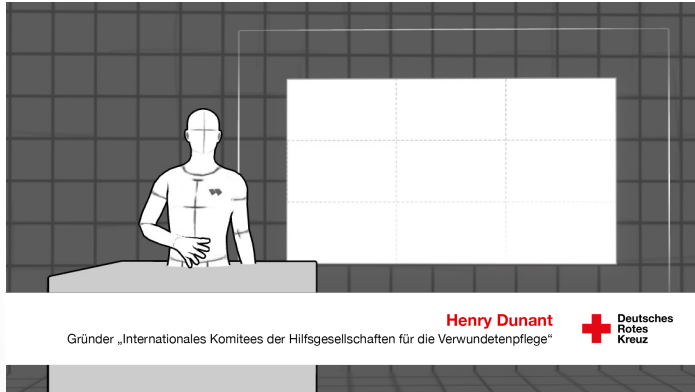 Henry Dunant
Gründer „Internationales Komitees der Hilfsgesellschaften für die Verwundetenpflege“
Deutsches
Rotes
Kreuz